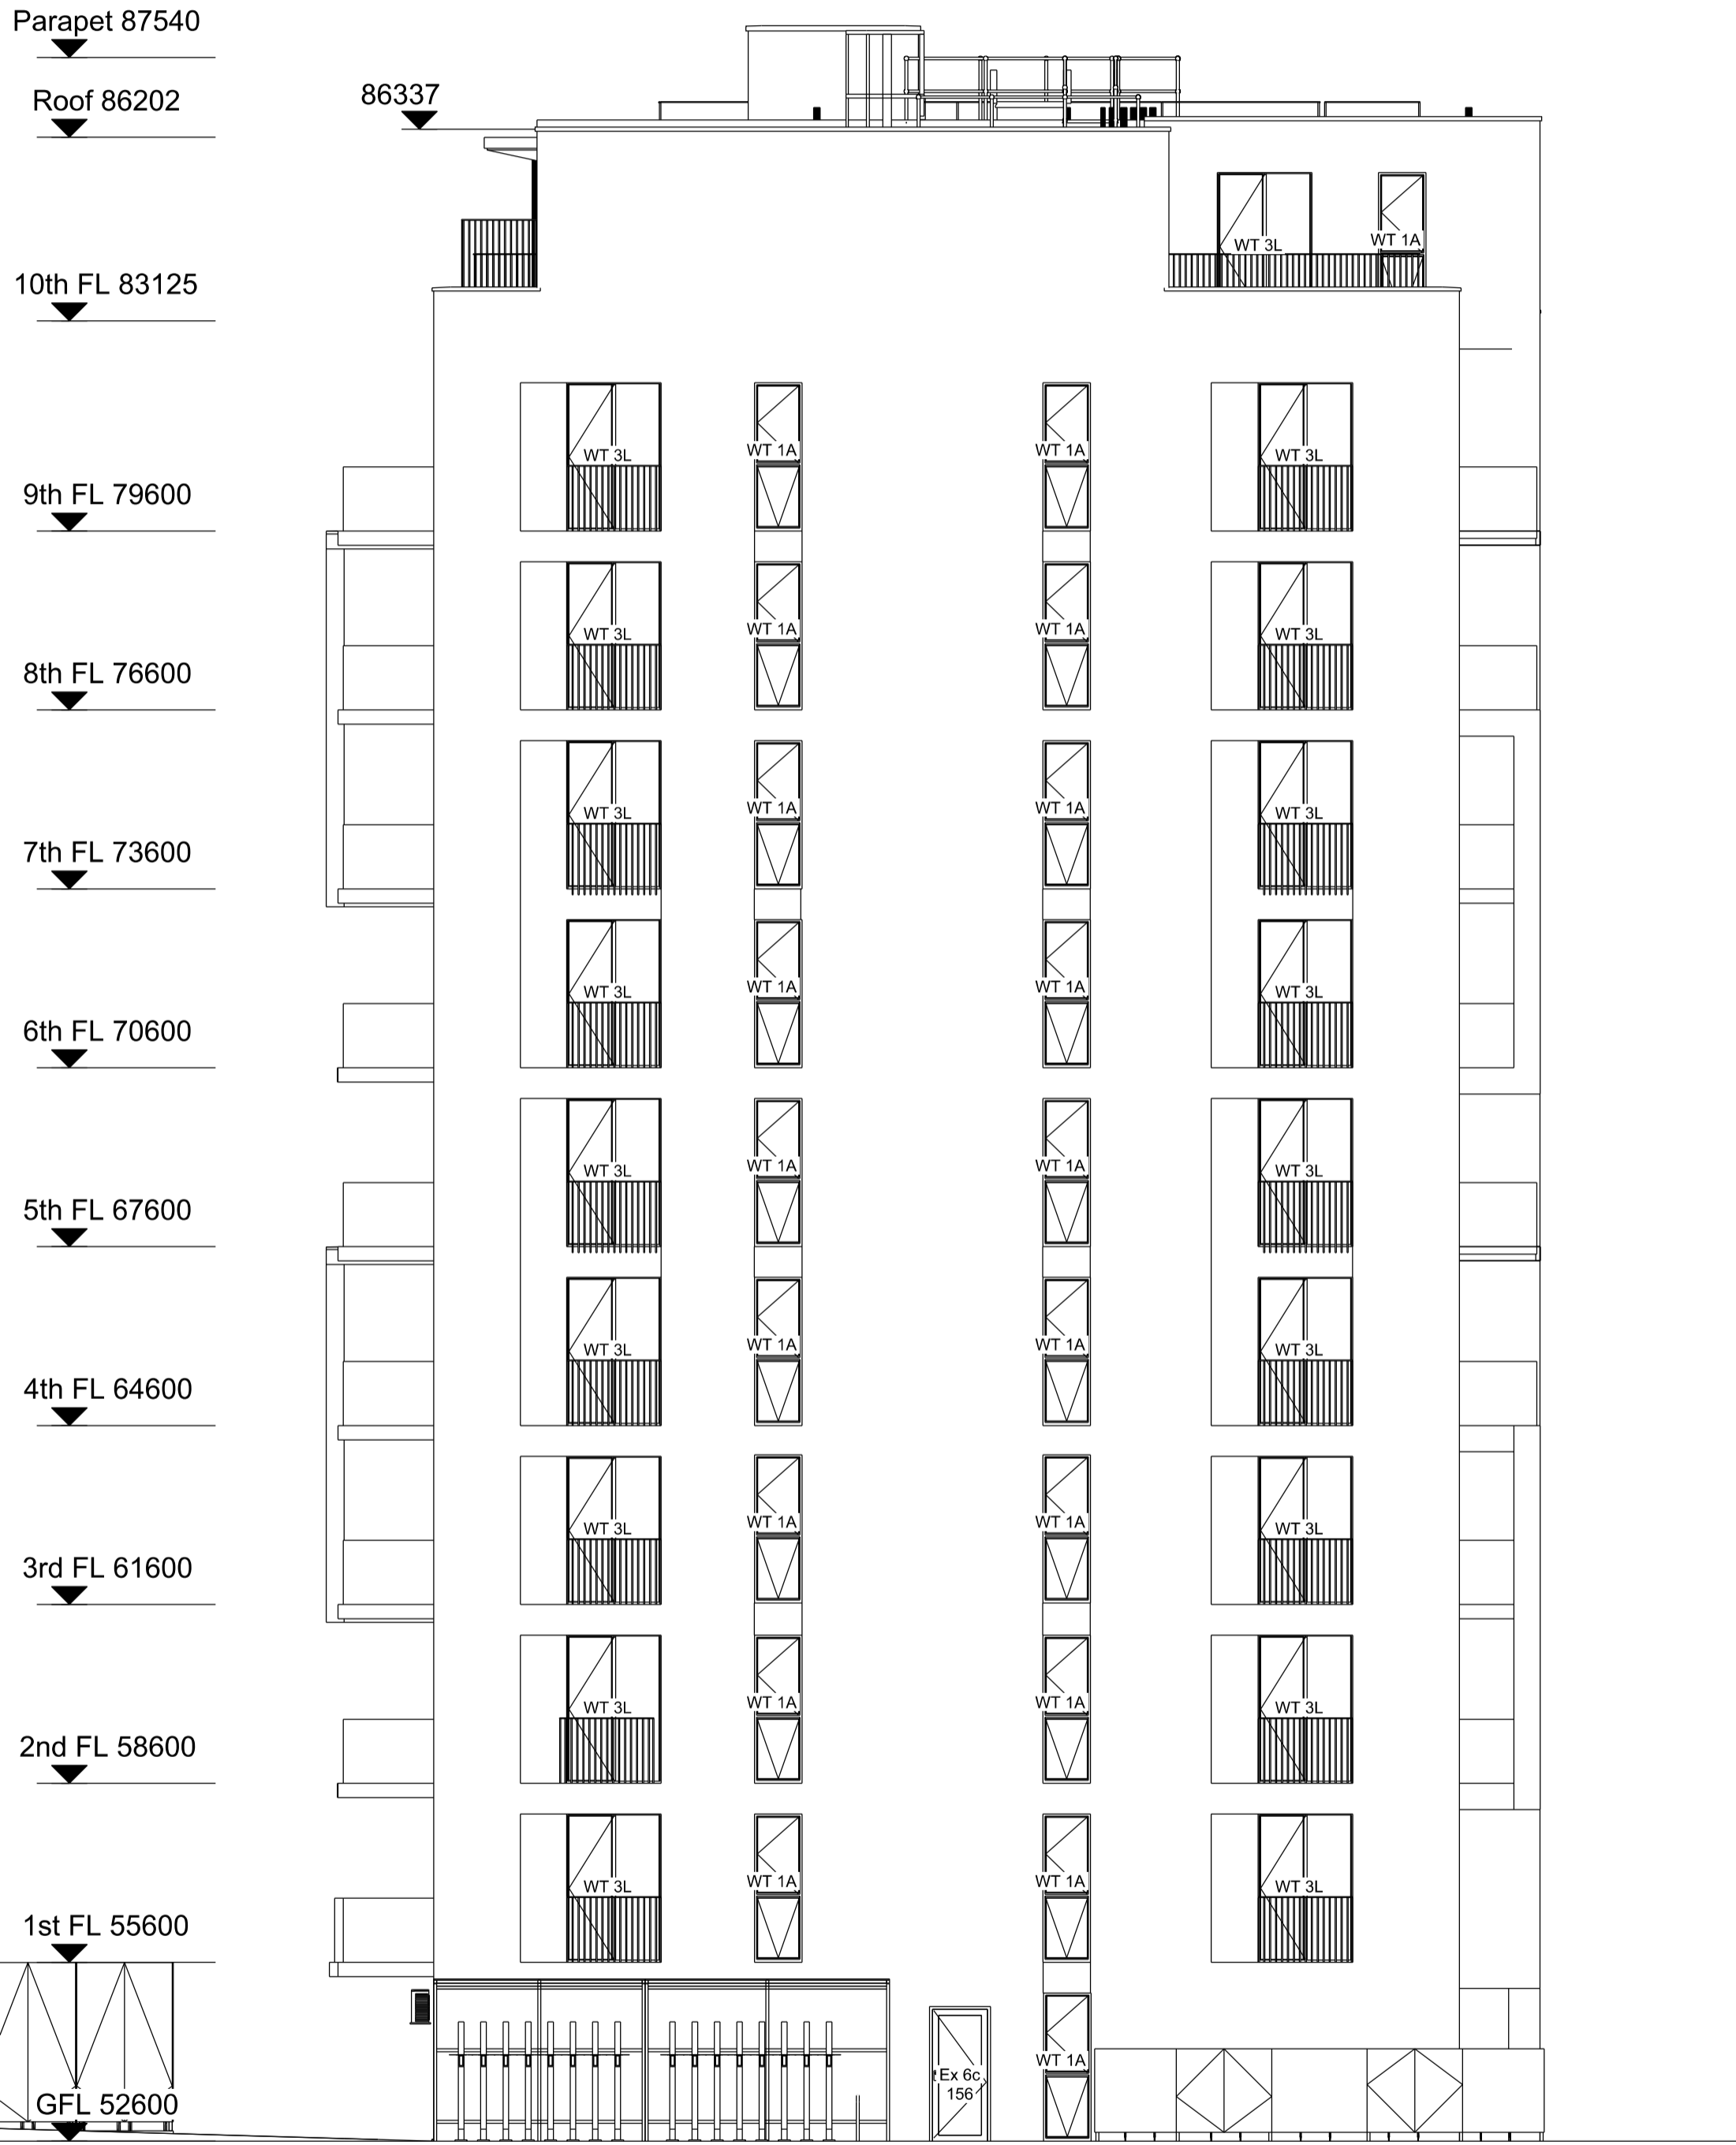 Parapet 87540
Roof 86202
86337
WT 3L WT 1A
10th FL 83125
WT 3L WT 1A WT 1A WT 3L
9th FL 79600
WT 3L WT 1A WT 1A WT 3L
8th FL 76600
WT 3L WT 1A WT 1A WT 3L
7th FL 73600
WT 3L WT 1A WT 1A WT 3L
6th FL 70600
WT 3L WT 1A WT 1A WT 3L
5th FL 67600
WT 3L WT 1A WT 1A WT 3L
4th FL 64600
WT 3L WT 1A WT 1A WT 3L
3rd FL 61600
WT 3L WT 1A WT 1A WT 3L
2nd FL 58600
WT 3L WT 1A WT 1A WT 3L
1st FL 55600
WT 1A
Ex 6c
156
GFL 52600